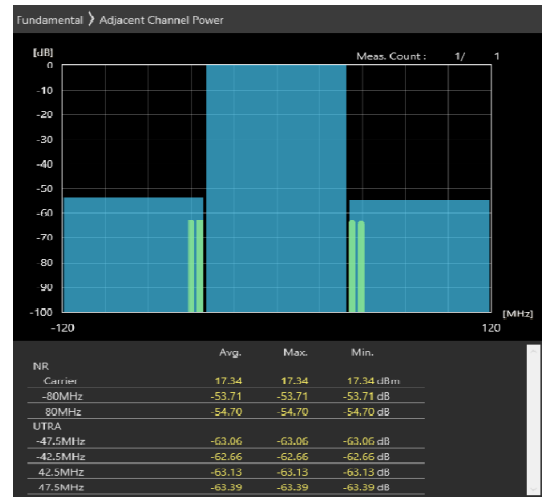 Fundamental 》 Adjacent Channel Power
[dB]
Meas. Count : 1/ 1
0
-10
-20
-30
-40
-50
-60
-70
-80
90
-100
[MHz]
-120 120
Avg. Max. Min.
NR
Carrier 17.34 17.34 17.34 dBm
-80MHz -53.71 -53.71 -53.71 dB
80MHz -54.70 -54.70 -54.70 dB
UTRA
-47.5MHz -63.06 -63.06 -63.06 dB
-42.5MHz -62.66 -62.66 -62.66 dB
42.5MHz -63.13 -63.13 -63.13 dB
47.5MHz -63.39 -63.39 -63.39 dB